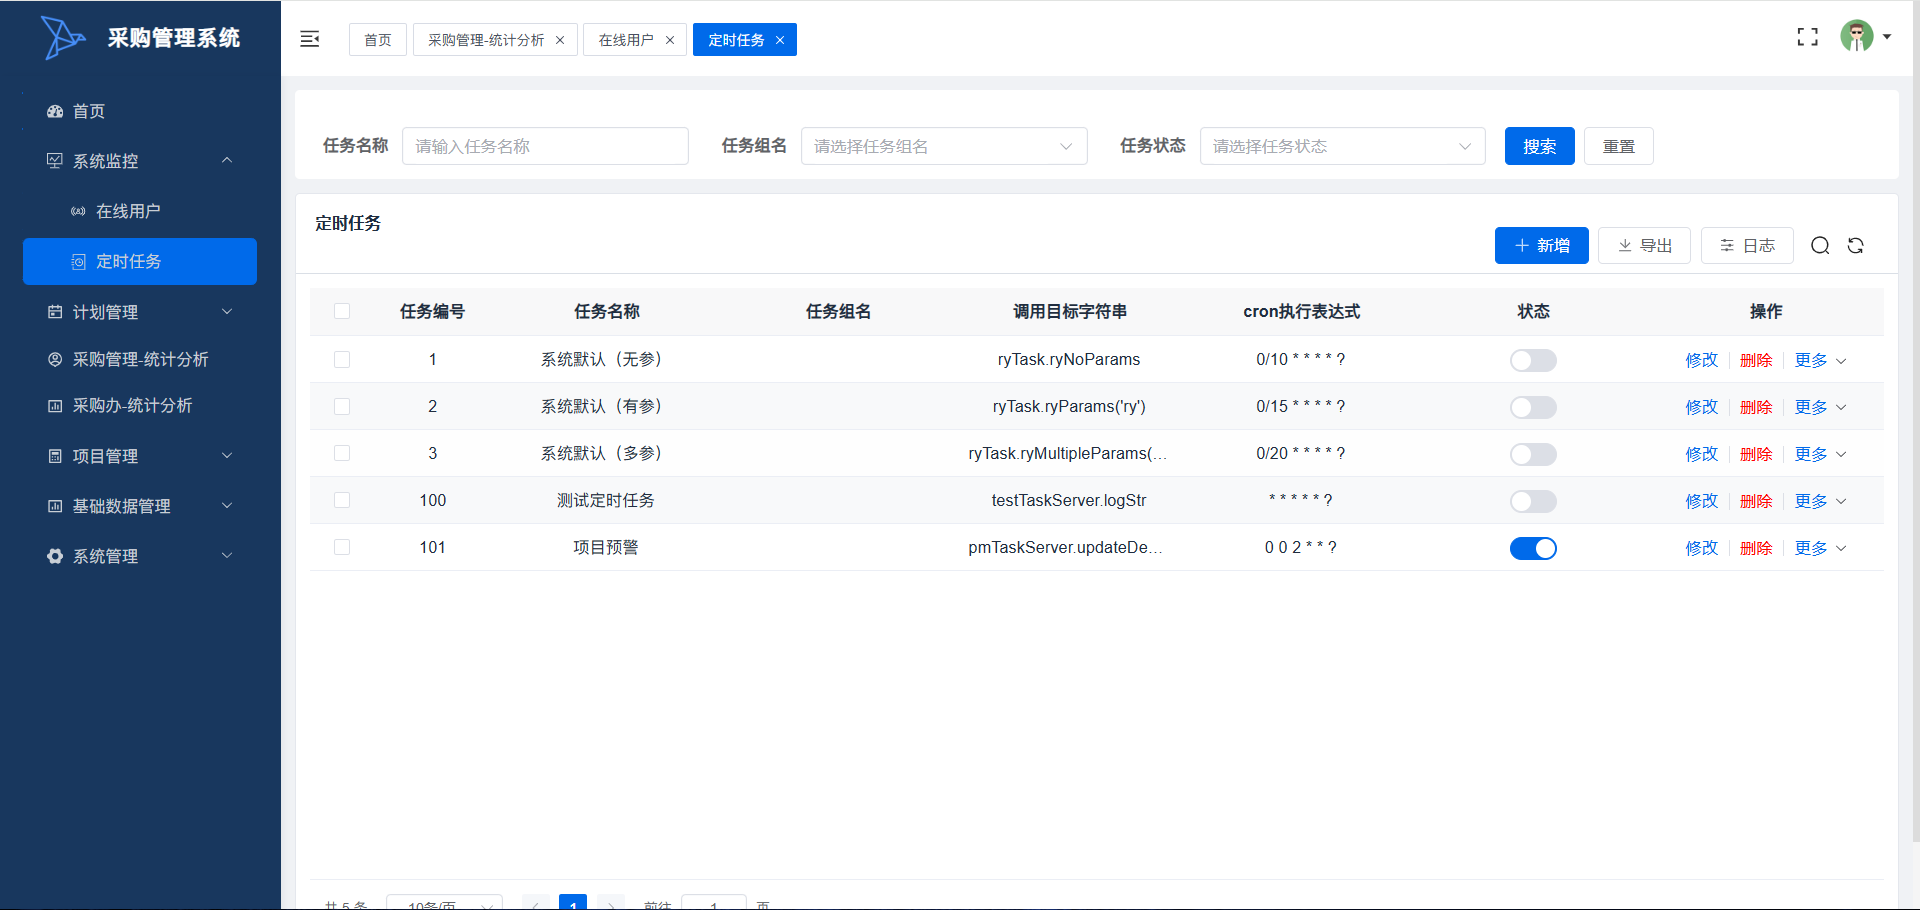 采购管理系统
首页
采购管理-统计分析
在线用户
定时任务
首页
系统监控
在线用户
定时任务
计划管理
采购管理-统计分析
采购办-统计分析
项目管理
基础数据管理
系统管理
任务名称 请输入任务名称 任务组名 请选择任务组名 任务状态 请选择任务状态 搜索 重置
定时任务
新增 导出 日志
任务编号 任务名称 任务组名 调用目标字符串 cron执行表达式 状态 操作
1 系统默认（无参） ryTask.ryNoParams 0/10 * * * * ? 修改 删除 更多
2 系统默认（有参） ryTask.ryParams('ry') 0/15 * * * * ? 修改 删除 更多
3 系统默认（多参） ryTask.ryMultipleParams(... 0/20 * * * * ? 修改 删除 更多
100 测试定时任务 testTaskServer.logStr * * * * * ? 修改 删除 更多
101 项目预警 pmTaskServer.updateDe... 0 0 2 * * ? 修改 删除 更多
共 5 条 10条/页 1 前往 1 页